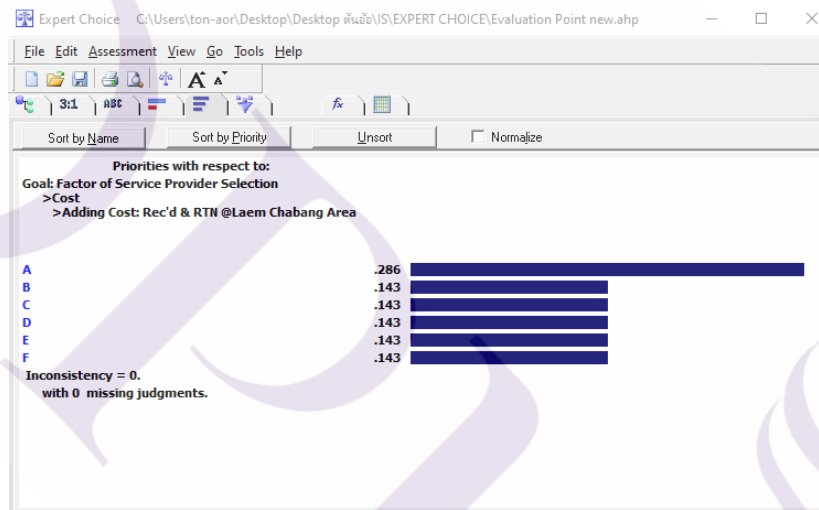 Expert Choice C:\Users\ton-aor\Desktop\Desktop ต้นอ้อ\IS\EXPERT CHOICE\Evaluation Point new.ahp
File Edit Assessment View Go Tools Help
A A
3:1 ABC fx
Sort by Name Sort by Priority Unsort Normalize
Priorities with respect to:
Goal: Factor of Service Provider Selection
>Cost
>Adding Cost: Rec'd & RTN @Laem Chabang Area
A .286
B .143
C .143
D .143
E .143
F .143
Inconsistency = 0.
with 0 missing judgments.